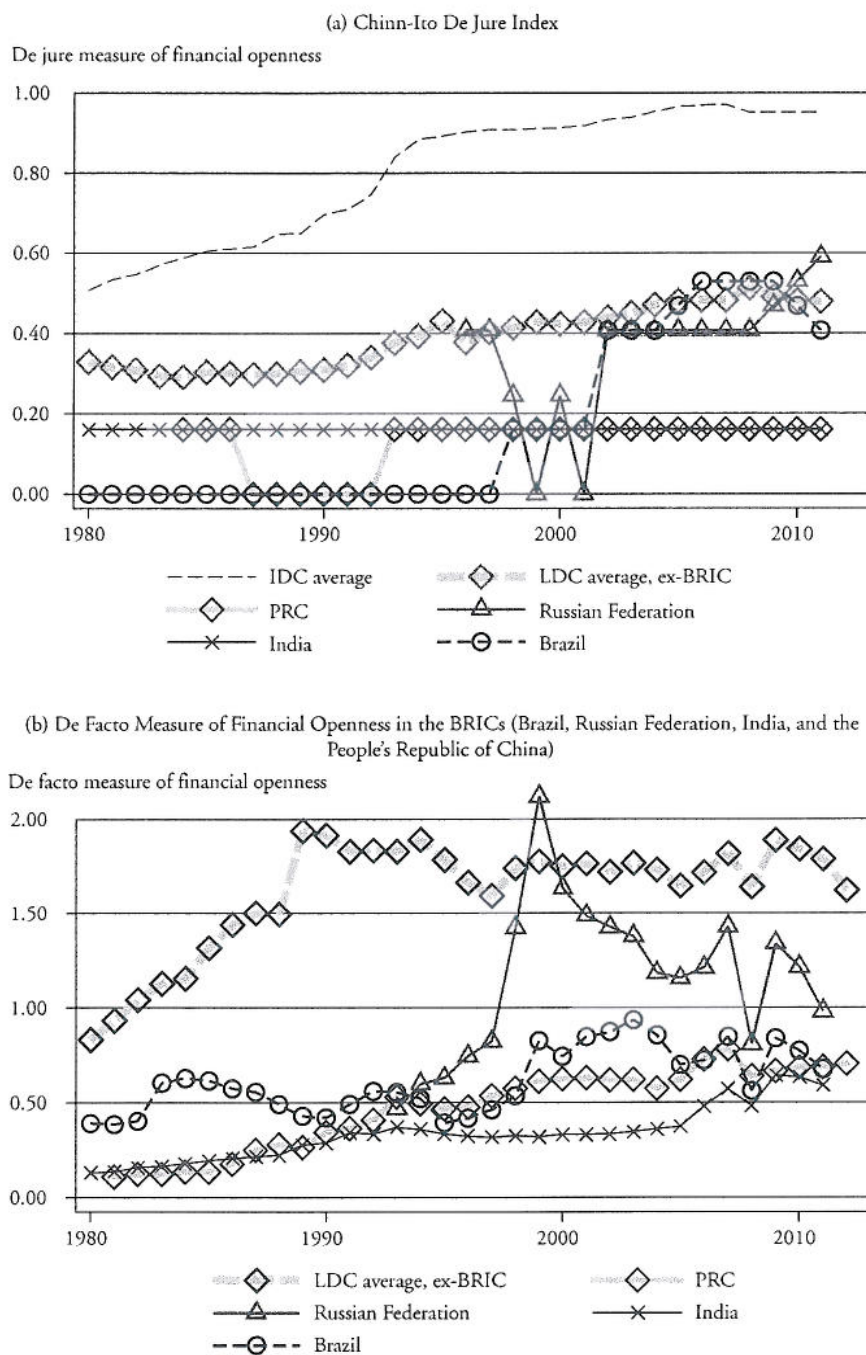 (a) Chinn-Ito De Jure Index
De jure measure of financial openness
1.00
0.80
0.60
0.40
0.20
0.00
1980 1990 2000 2010
IDC average LDC average, ex-BRIC
PRC Russian Federation
India Brazil
(b) De Facto Measure of Financial Openness in the BRICs (Brazil, Russian Federation, India, and the
People's Republic of China)
De facto measure of financial openness
2.00
1.50
1.00
0.50
0.00
1980 1990 2000 2010
LDC average, ex-BRIC PRC
Russian Federation India
Brazil